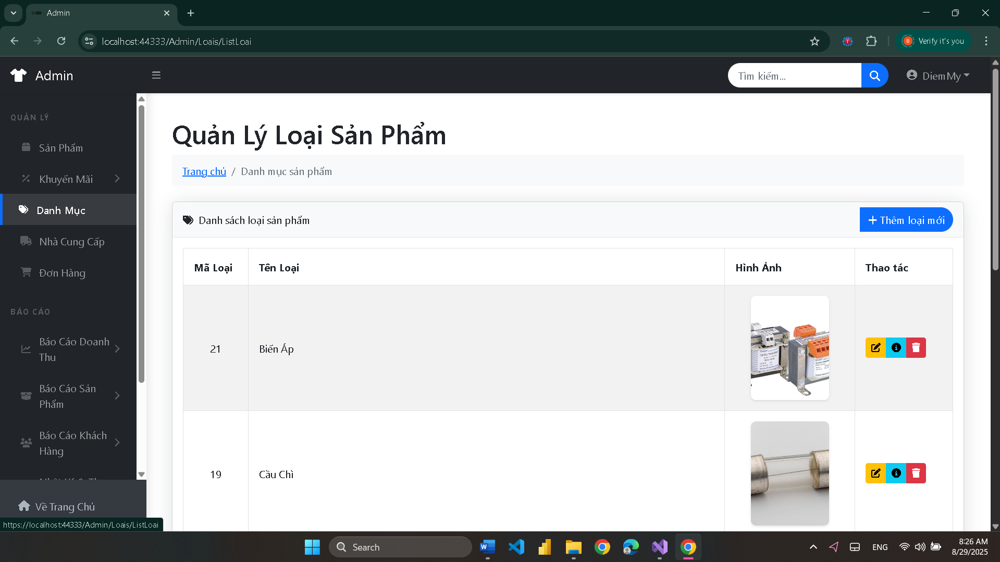 Admin
localhost:44333/Admin/Loais/ListLoai
Verify it's you
Admin
Tìm kiếm...
DiemMy
QUẢN LÝ
Sản Phẩm
Khuyến Mãi
Danh Mục
Nhà Cung Cấp
Đơn Hàng
BÁO CÁO
Báo Cáo Doanh
Thu
Báo Cáo Sản
Phẩm
Báo Cáo Khách
Hàng
Về Trang Chủ
https://localhost:44333/Admin/Loais/ListLoai
Quản Lý Loại Sản Phẩm
Trang chủ / Danh mục sản phẩm
Danh sách loại sản phẩm
Thêm loại mới
Mã Loại Tên Loại Hình Ảnh Thao tác
21 Biến Áp
19 Cầu Chì
Search
ENG
8:26 AM
8/29/2025